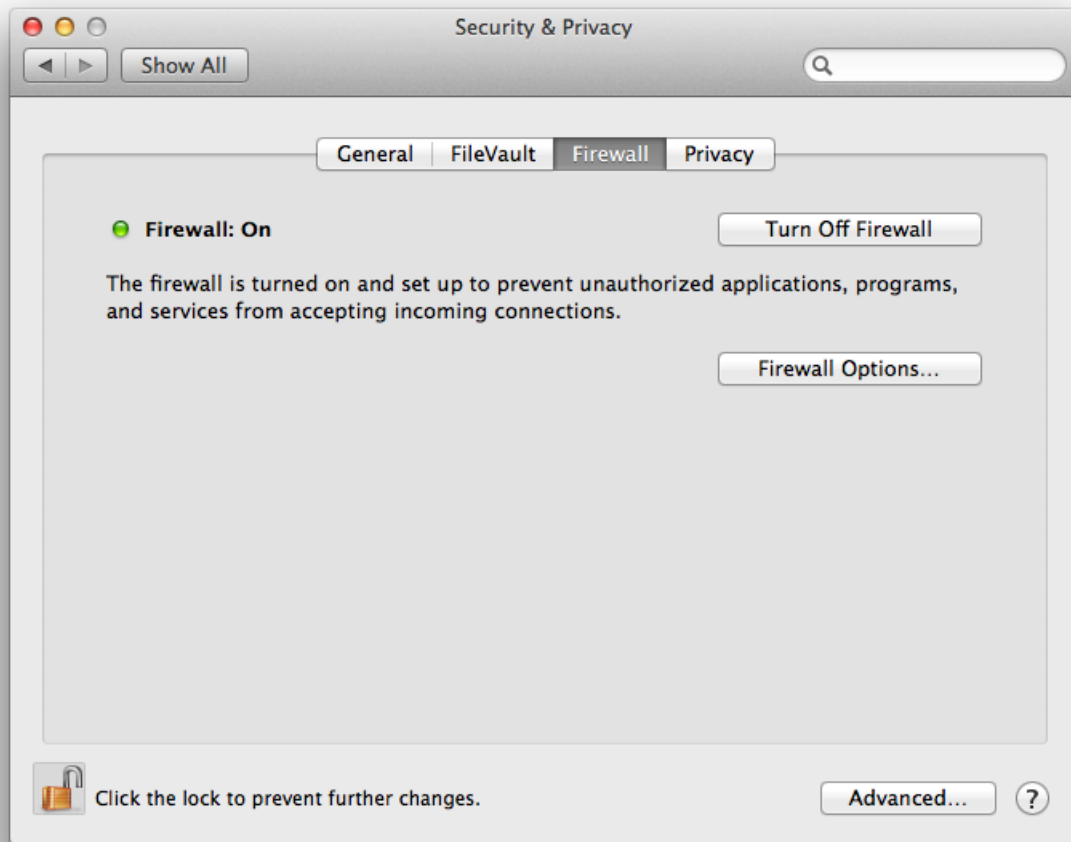 Security & Privacy
Show All
General FileVault Firewall Privacy
Firewall: On
Turn Off Firewall
The firewall is turned on and set up to prevent unauthorized applications, programs,
and services from accepting incoming connections.
Firewall Options...
Click the lock to prevent further changes.
Advanced...
?